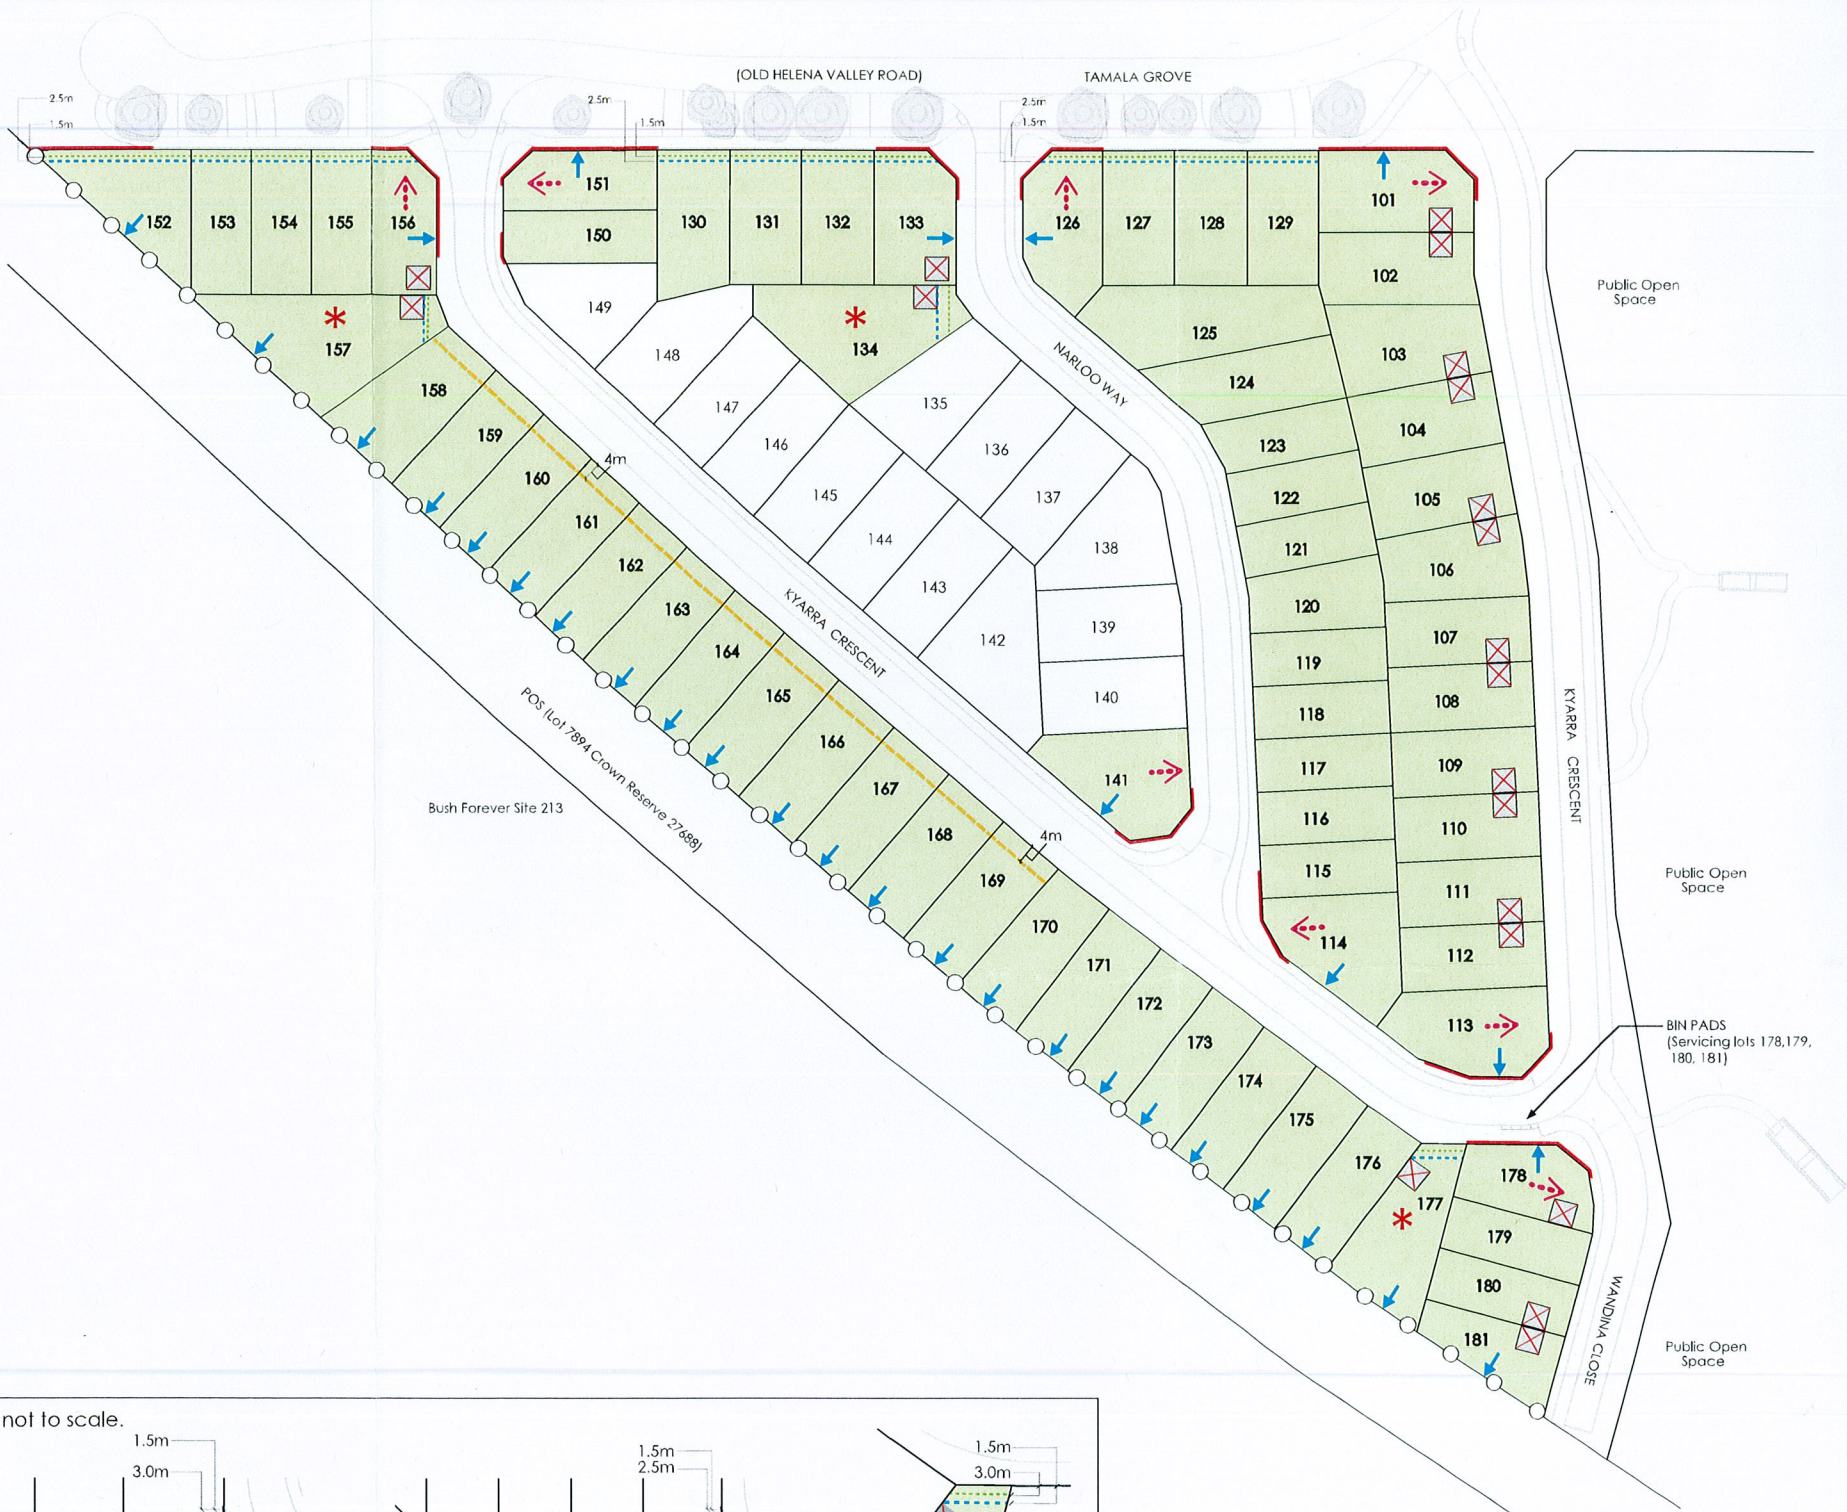 (OLD HELENA VALLEY ROAD)
TAMALA GROVE
2.5m
1.5m
2.5m
1.5m
2.5m
1.5m
152
153
154
155
156
151
150
130
131
132
133
126
127
128
129
101
102
Public Open
Space
149
148
147
146
145
144
143
142
134
135
136
137
138
139
140
141
NARLOO WAY
125
124
123
122
121
120
119
118
117
116
115
114
103
104
105
106
107
108
109
110
111
112
113
157
158
159
160
4m
161
162
163
164
165
166
167
168
169
4m
170
171
172
173
174
175
176
177
178
179
180
181
KYARRA CRESCENT
KYARRA CRESCENT
POS (Lot 7894 Crown Reserve 27688)
Bush Forever Site 213
Public Open
Space
BIN PADS
(Servicing lots 178,179,
180, 181)
WANDINA CLOSE
Public Open
Space
not to scale.
1.5m
3.0m
1.5m
2.5m
1.5m
3.0m